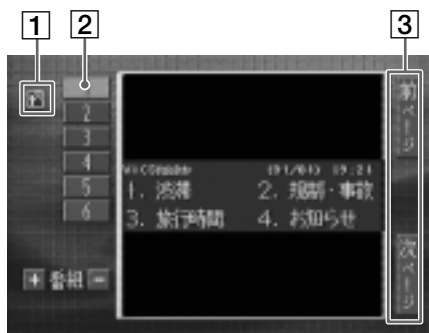 1 2 3
1
2
3
4
5
6
前ページ
(01/01) 19:21
1. 渋滞 2. 規制・事故
3. 旅行時間 4. お知らせ
+ 番組 -
次ページ